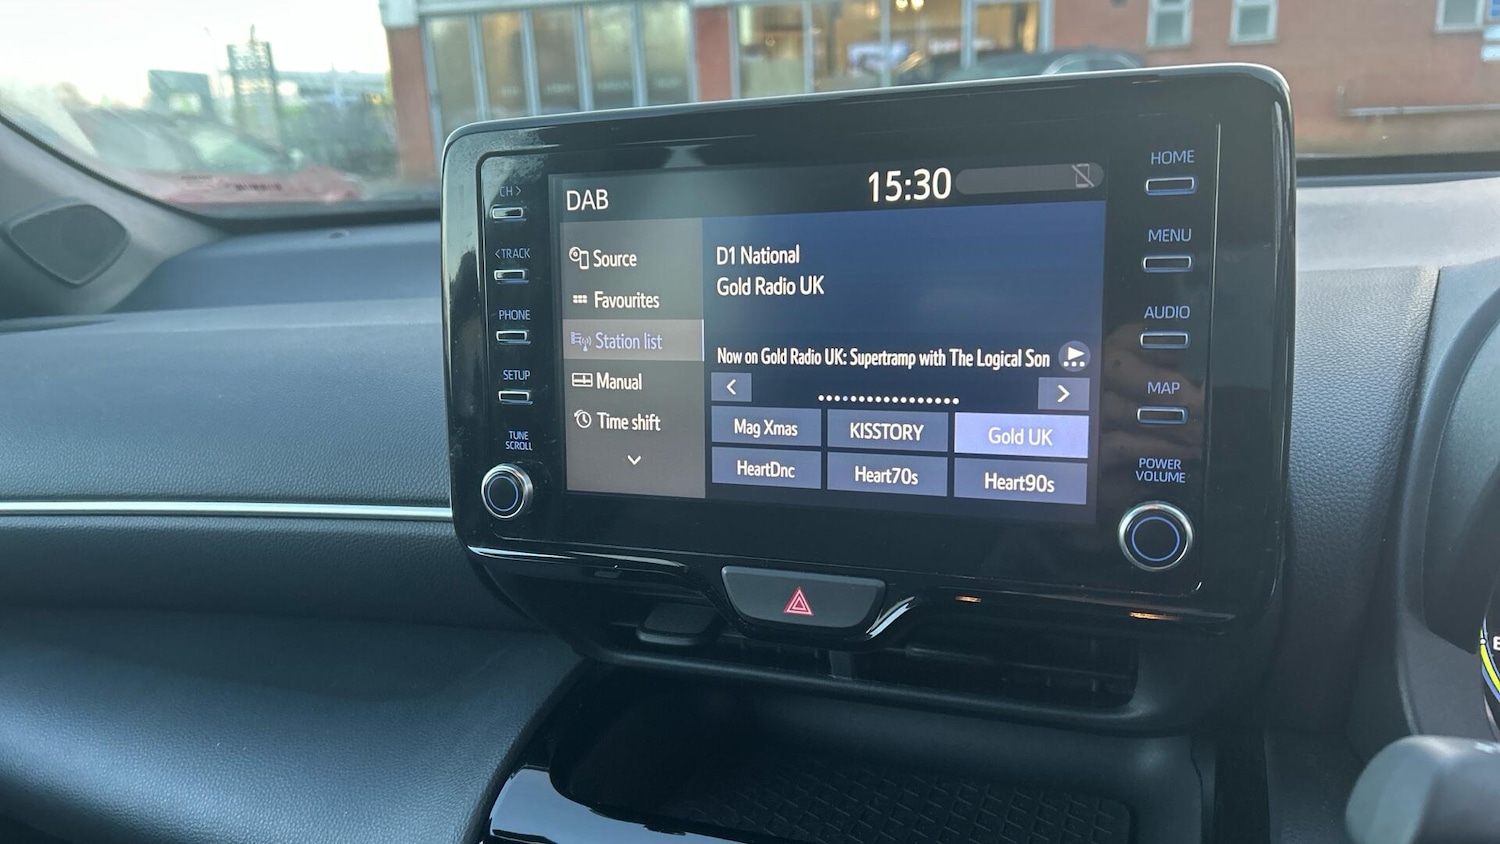 DAB
15:30
CH >
< TRACK
PHONE
SETUP
TUNE
SCROLL
Source
Favourites
Station list
Manual
Time shift
D1 National
Gold Radio UK
Now on Gold Radio UK: Supertramp with The Logical Son
Mag Xmas
KISSTORY
Gold UK
HeartDnc
Heart70s
Heart90s
HOME
MENU
AUDIO
MAP
POWER
VOLUME